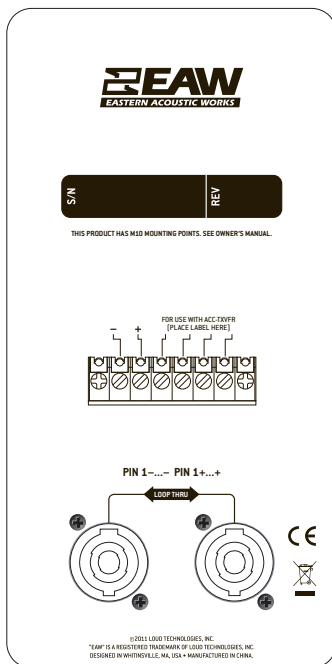 EAW
EASTERN ACOUSTIC WORKS
S/N
REV
THIS PRODUCT HAS M10 MOUNTING POINTS. SEE OWNER'S MANUAL.
FOR USE WITH ACC-TXVFR
[PLACE LABEL HERE]
– +
PIN 1–...– PIN 1+...+
LOOP THRU
CE
©2011 LOUD TECHNOLOGIES, INC.
"EAW" IS A REGISTERED TRADEMARK OF LOUD TECHNOLOGIES, INC.
DESIGNED IN WHITINSVILLE, MA, USA • MANUFACTURED IN CHINA.